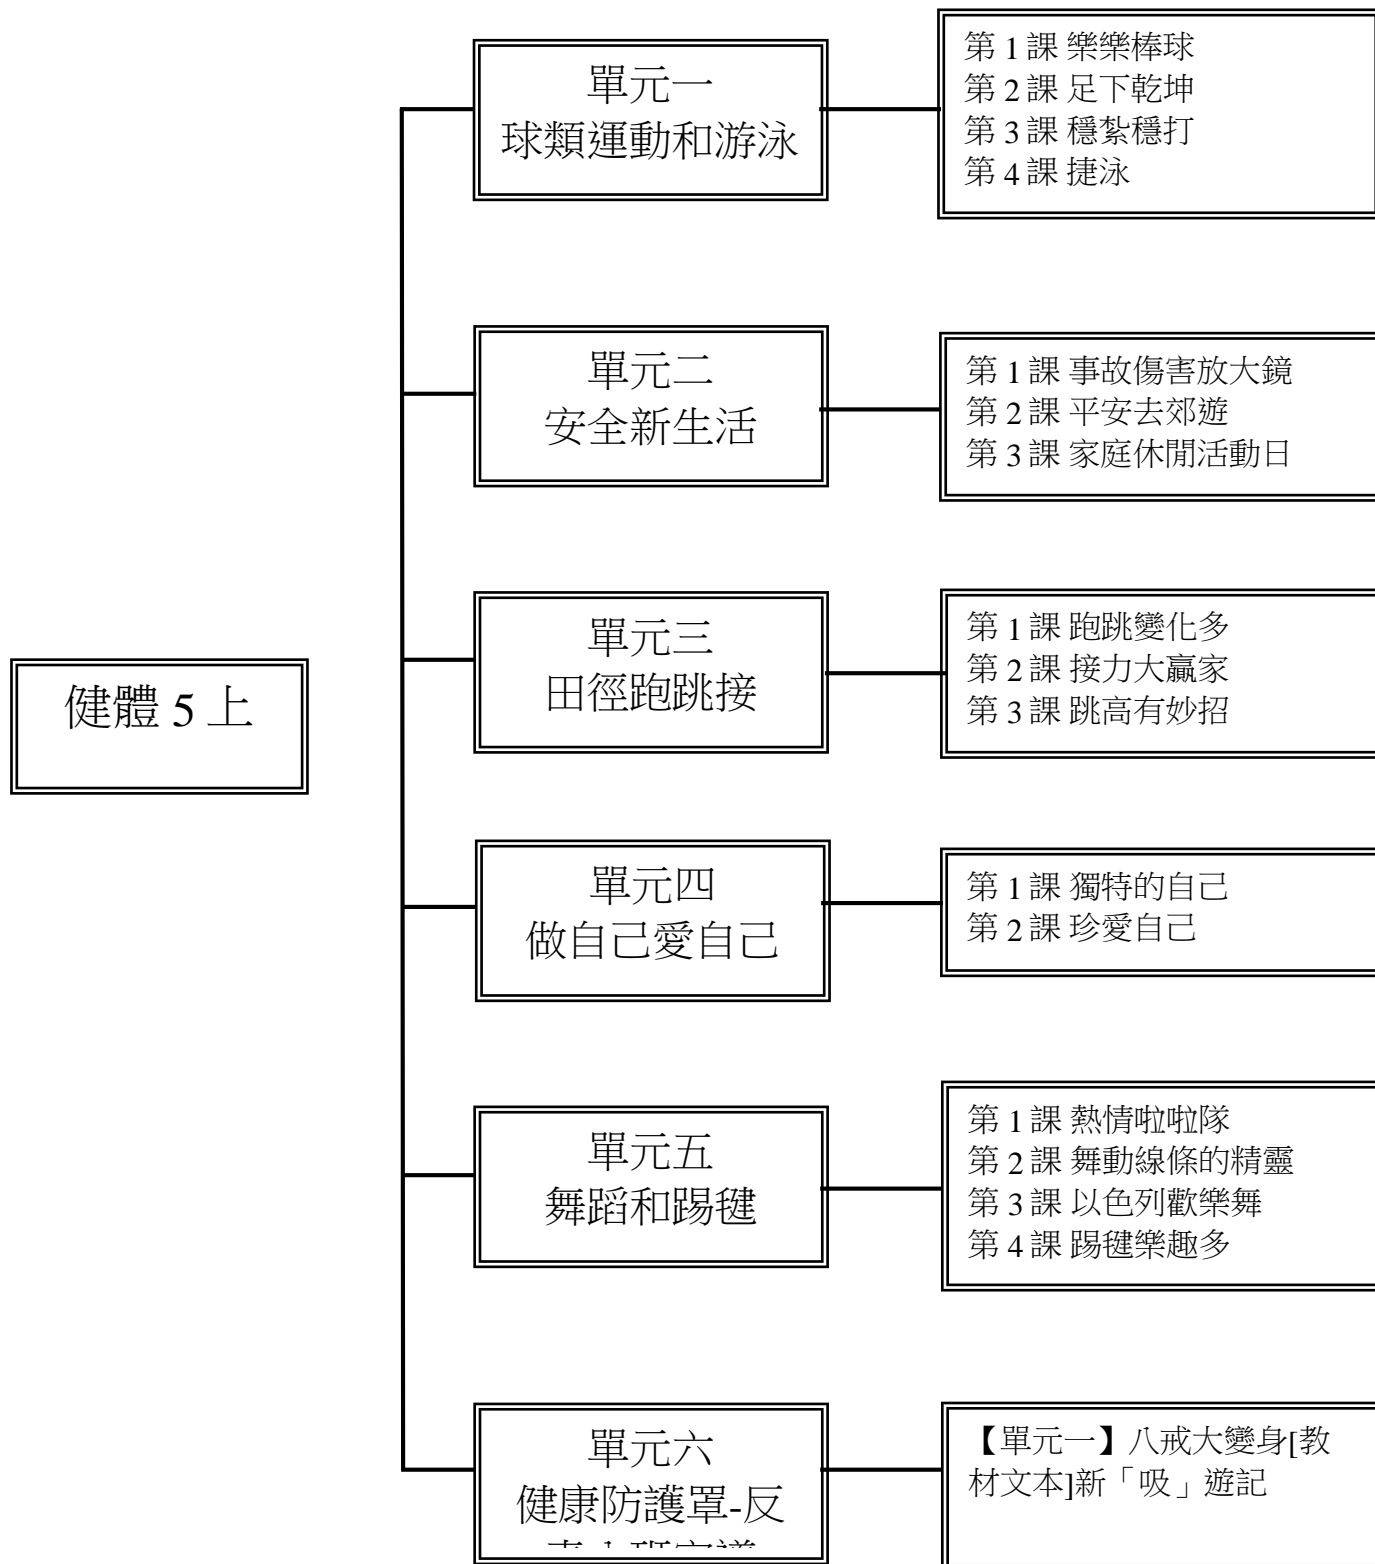 健體 5 上
單元一
球類運動和游泳
第 1 課 樂樂棒球
第 2 課 足下乾坤
第 3 課 穩紮穩打
第 4 課 捷泳
單元二
安全新生活
第 1 課 事故傷害放大鏡
第 2 課 平安去郊遊
第 3 課 家庭休閒活動日
單元三
田徑跑跳接
第 1 課 跑跳變化多
第 2 課 接力大贏家
第 3 課 跳高有妙招
單元四
做自己愛自己
第 1 課 獨特的自己
第 2 課 珍愛自己
單元五
舞蹈和踢毽
第 1 課 熱情啦啦隊
第 2 課 舞動線條的精靈
第 3 課 以色列歡樂舞
第 4 課 踢毽樂趣多
單元六
健康防護罩-反
【單元一】八戒大變身[教
材文本]新「吸」遊記